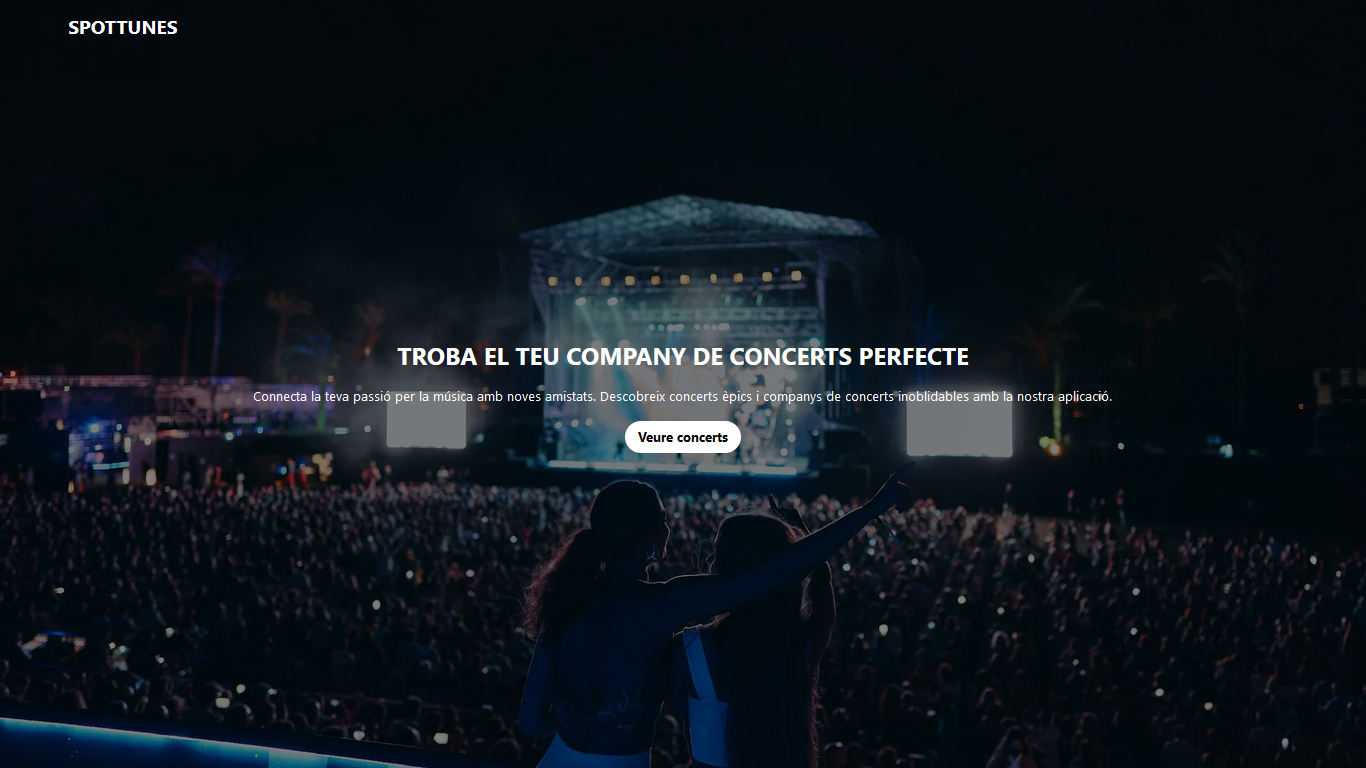 SPOTTUNES
TROBA EL TEU COMPANY DE CONCERTS PERFECTE
Connecta la teva passió per la música amb noves amistats. Descobreix concerts èpics i companys de concerts inoblidables amb la nostra aplicació.
Veure concerts